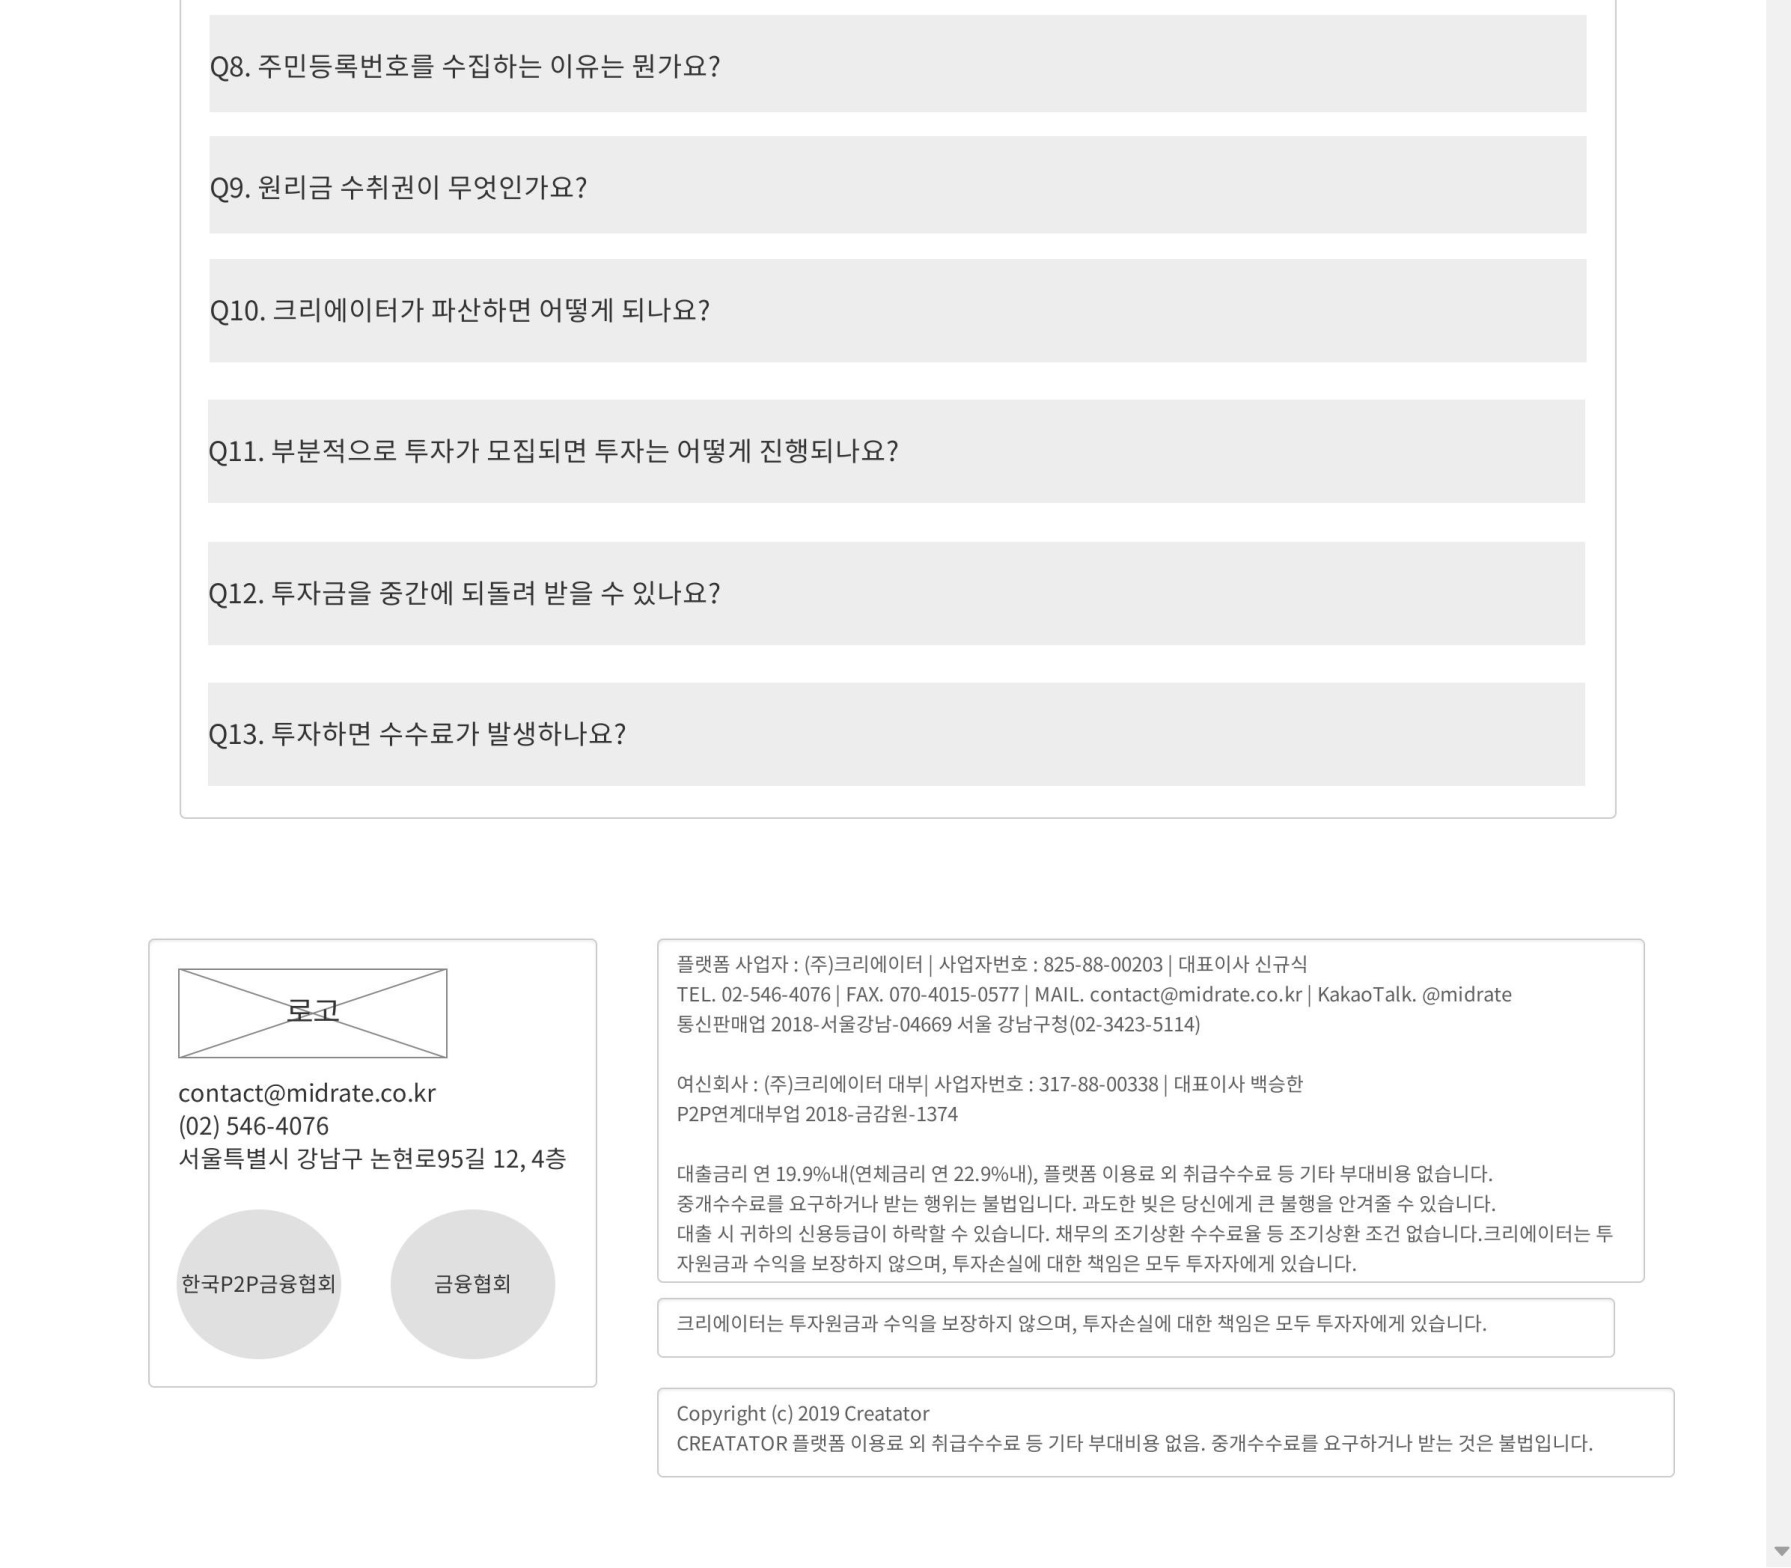 Q8. 주민등록번호를 수집하는 이유는 뭔가요?
Q9. 원리금 수취권이 무엇인가요?
Q10. 크리에이터가 파산하면 어떻게 되나요?
Q11. 부분적으로 투자가 모집되면 투자는 어떻게 진행되나요?
Q12. 투자금을 중간에 되돌려 받을 수 있나요?
Q13. 투자하면 수수료가 발생하나요?
로고
contact@midrate.co.kr
(02) 546-4076
서울특별시 강남구 논현로95길 12, 4층
한국P2P금융협회
금융협회
플랫폼 사업자 : (주)크리에이터 | 사업자번호 : 825-88-00203 | 대표이사 신규식
TEL. 02-546-4076 | FAX. 070-4015-0577 | MAIL. contact@midrate.co.kr | KakaoTalk. @midrate
통신판매업 2018-서울강남-04669 서울 강남구청(02-3423-5114)
여신회사 : (주)크리에이터 대부| 사업자번호 : 317-88-00338 | 대표이사 백승한
P2P연계대부업 2018-금감원-1374
대출금리 연 19.9%내(연체금리 연 22.9%내), 플랫폼 이용료 외 취급수수료 등 기타 부대비용 없습니다.
중개수수료를 요구하거나 받는 행위는 불법입니다. 과도한 빚은 당신에게 큰 불행을 안겨줄 수 있습니다.
대출 시 귀하의 신용등급이 하락할 수 있습니다. 채무의 조기상환 수수료율 등 조기상환 조건 없습니다.크리에이터는 투
자원금과 수익을 보장하지 않으며, 투자손실에 대한 책임은 모두 투자자에게 있습니다.
크리에이터는 투자원금과 수익을 보장하지 않으며, 투자손실에 대한 책임은 모두 투자자에게 있습니다.
Copyright (c) 2019 Creatator
CREATATOR 플랫폼 이용료 외 취급수수료 등 기타 부대비용 없음. 중개수수료를 요구하거나 받는 것은 불법입니다.